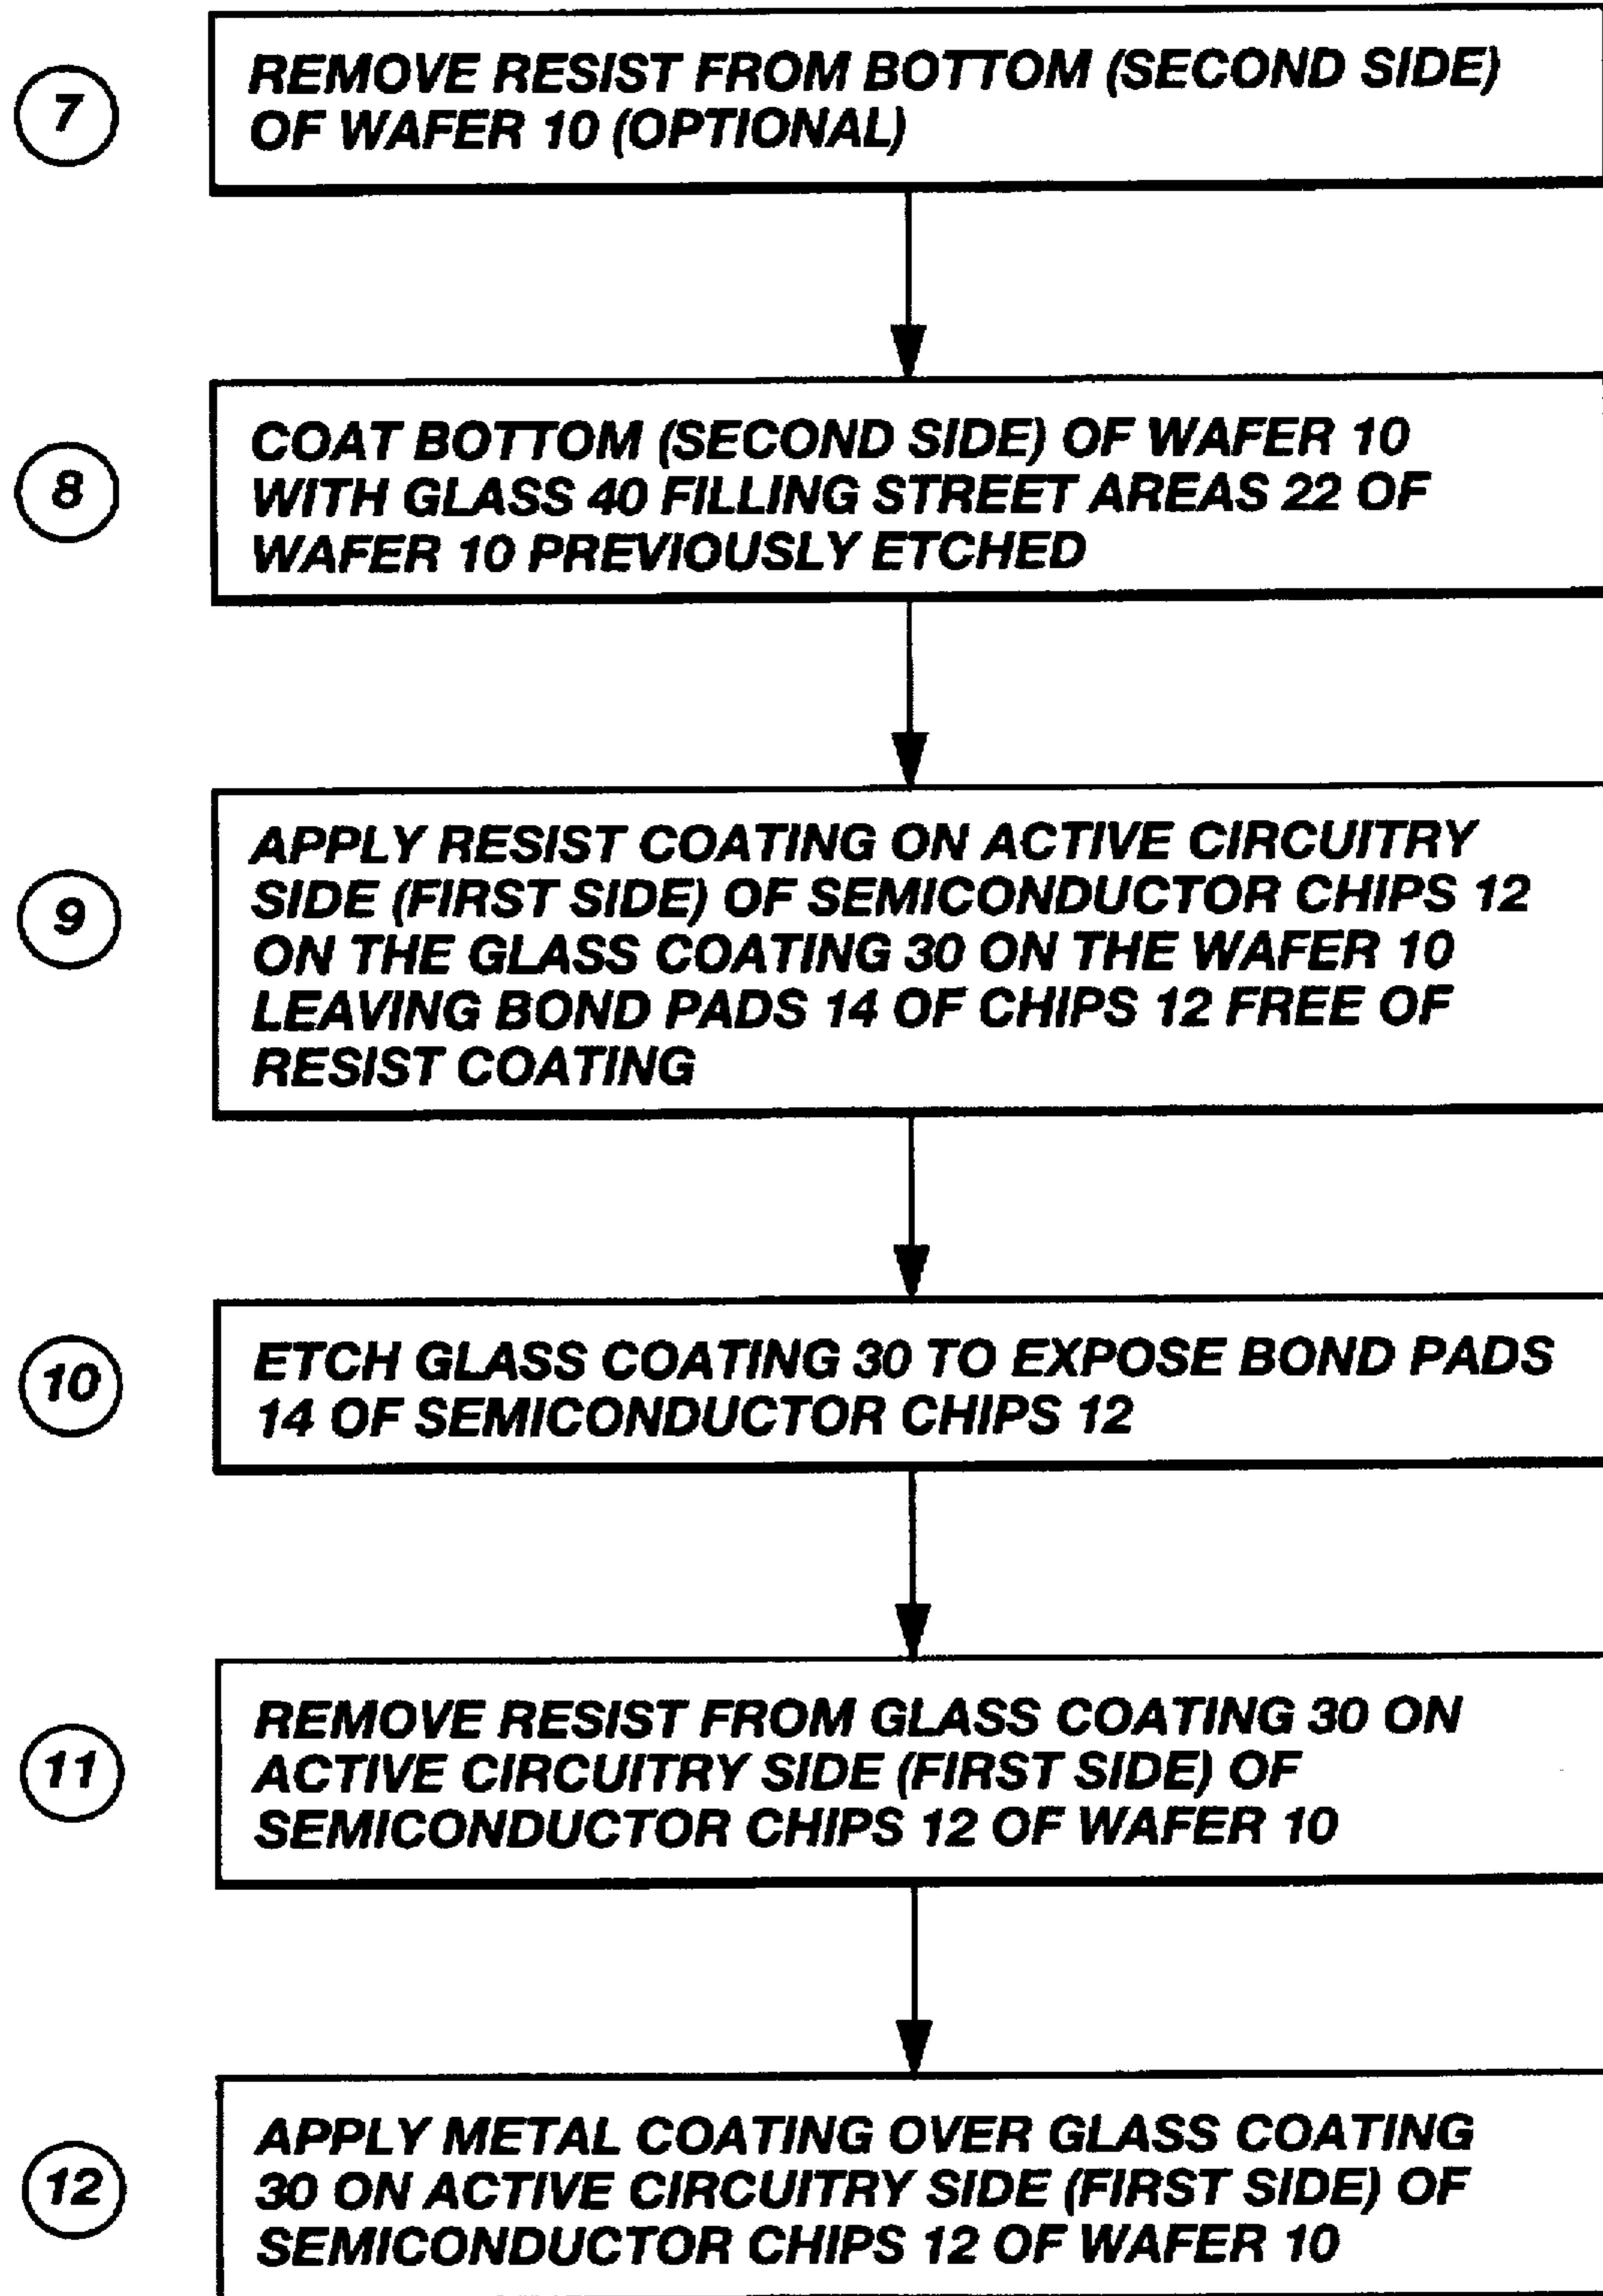 7
REMOVE RESIST FROM BOTTOM (SECOND SIDE)
OF WAFER 10 (OPTIONAL)
8
COAT BOTTOM (SECOND SIDE) OF WAFER 10
WITH GLASS 40 FILLING STREET AREAS 22 OF
WAFER 10 PREVIOUSLY ETCHED
9
APPLY RESIST COATING ON ACTIVE CIRCUITRY
SIDE (FIRST SIDE) OF SEMICONDUCTOR CHIPS 12
ON THE GLASS COATING 30 ON THE WAFER 10
LEAVING BOND PADS 14 OF CHIPS 12 FREE OF
RESIST COATING
10
ETCH GLASS COATING 30 TO EXPOSE BOND PADS
14 OF SEMICONDUCTOR CHIPS 12
11
REMOVE RESIST FROM GLASS COATING 30 ON
ACTIVE CIRCUITRY SIDE (FIRST SIDE) OF
SEMICONDUCTOR CHIPS 12 OF WAFER 10
12
APPLY METAL COATING OVER GLASS COATING
30 ON ACTIVE CIRCUITRY SIDE (FIRST SIDE) OF
SEMICONDUCTOR CHIPS 12 OF WAFER 10